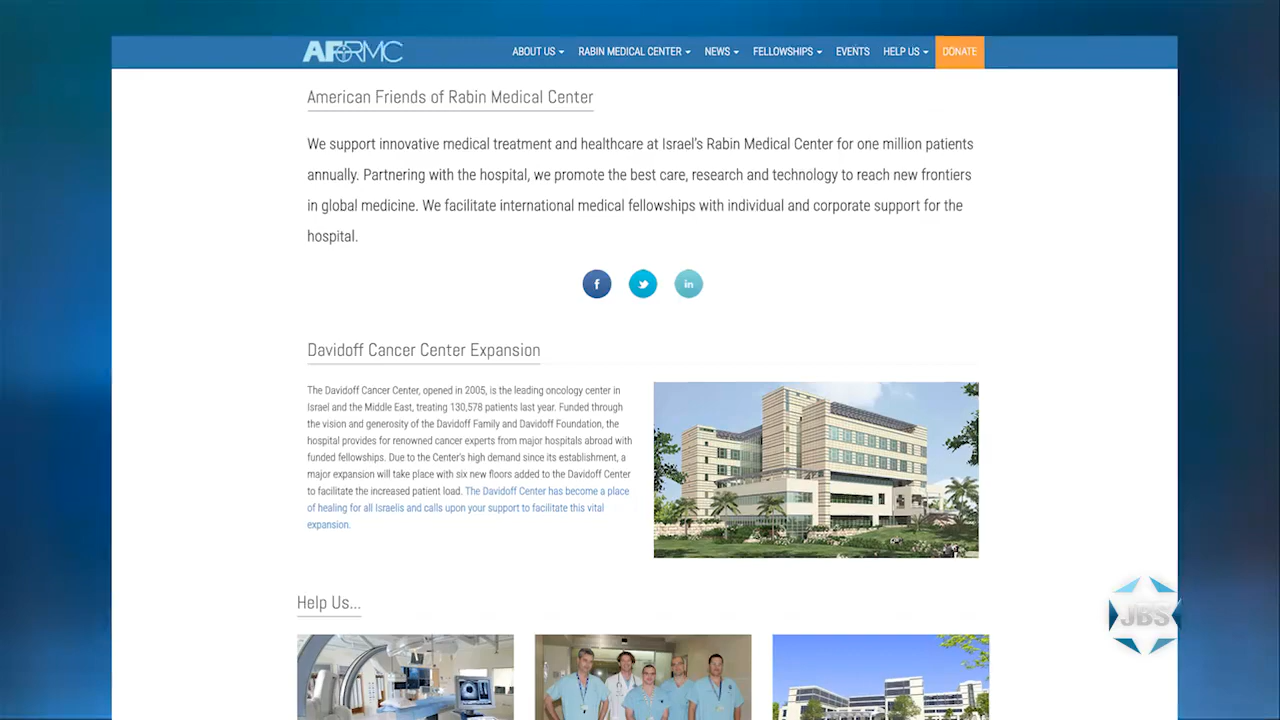 AFORMC
ABOUT US
RABIN MEDICAL CENTER
NEWS
FELLOWSHIPS
EVENTS
HELP US
DONATE
American Friends of Rabin Medical Center
We support innovative medical treatment and healthcare at Israel's Rabin Medical Center for one million patients
annually. Partnering with the hospital, we promote the best care, research and technology to reach new frontiers
in global medicine. We facilitate international medical fellowships with individual and corporate support for the
hospital.
f
in
Davidoff Cancer Center Expansion
The Davidoff Cancer Center, opened in 2005, is the leading oncology center in
Israel and the Middle East, treating 130,578 patients last year. Funded through
the vision and generosity of the Davidoff Family and Davidoff Foundation, the
hospital provides for renowned cancer experts from major hospitals abroad with
funded fellowships. Due to the Center's high demand since its establishment, a
major expansion will take place with six new floors added to the Davidoff Center
to facilitate the increased patient load. The Davidoff Center has become a place
of healing for all Israelis and calls upon your support to facilitate this vital
expansion.
Help Us...
JBS